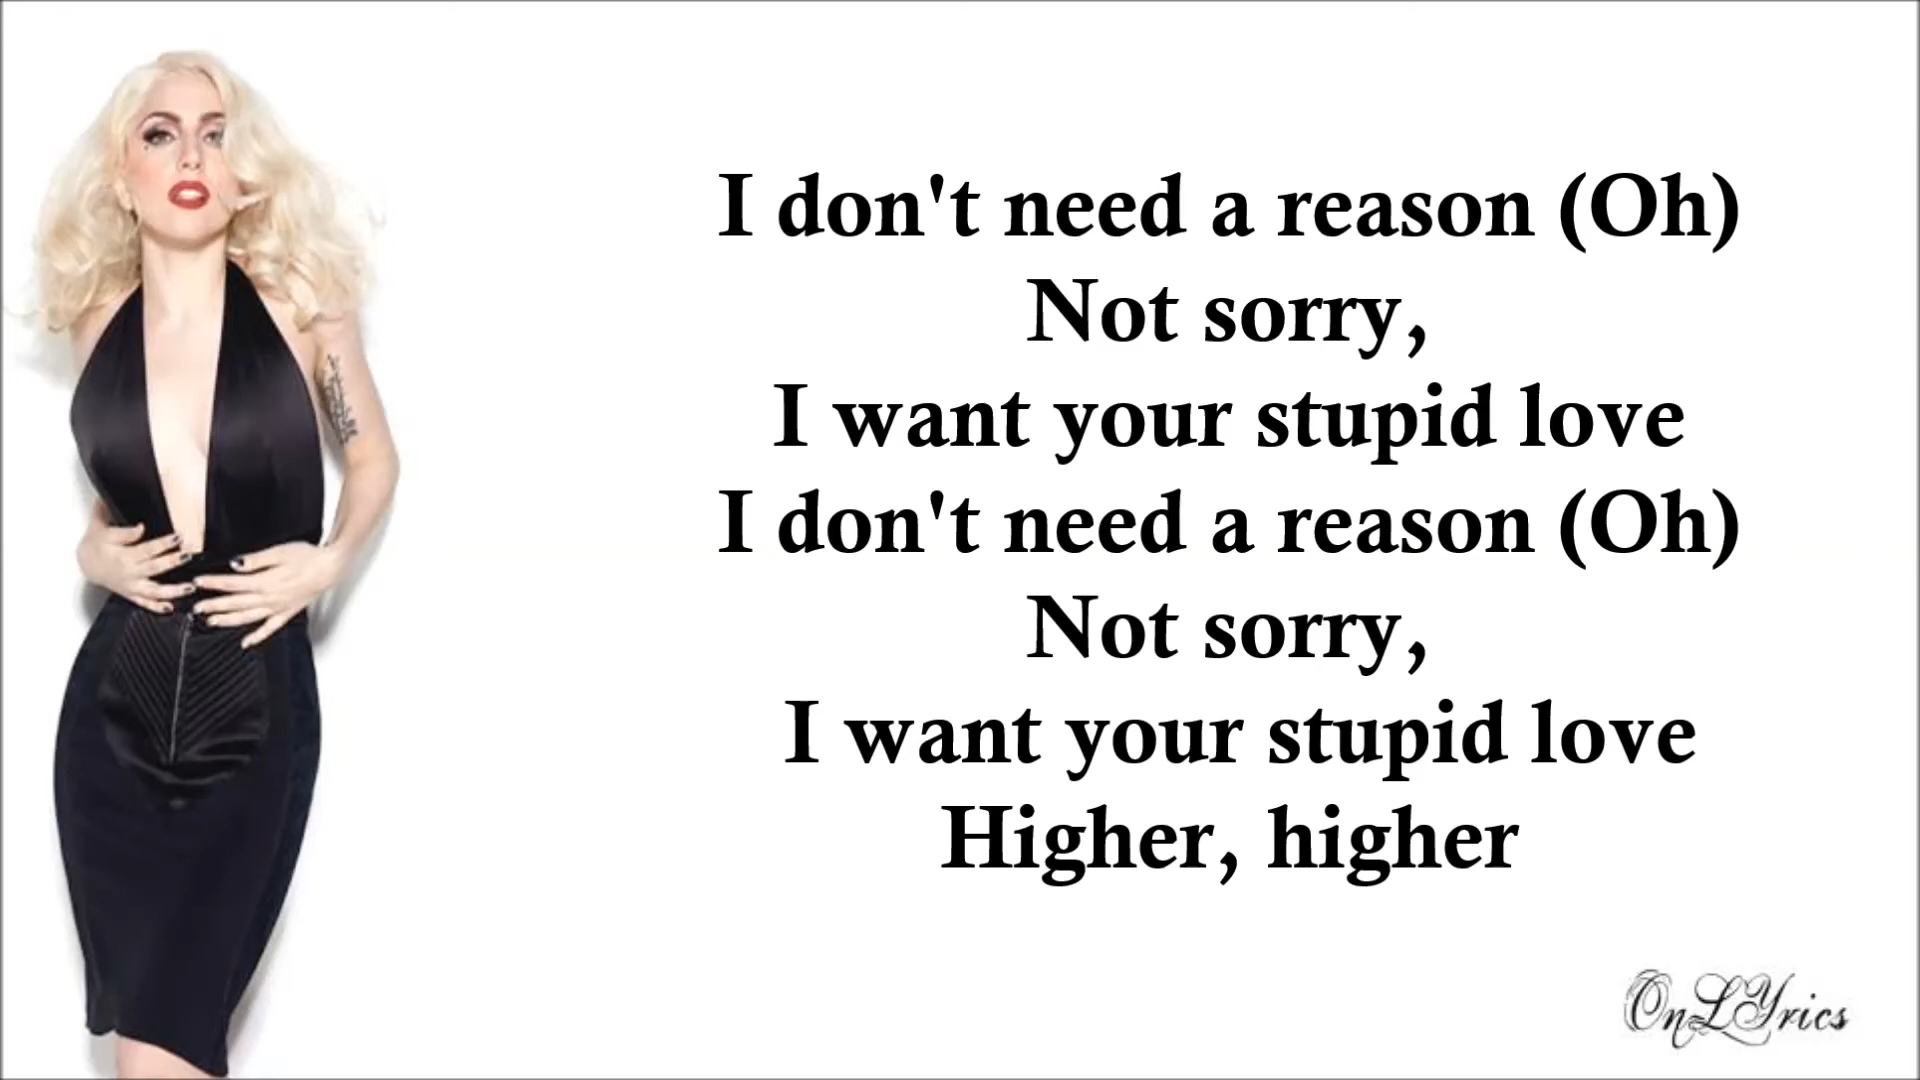 I don't need a reason (Oh)
Not sorry,
I want your stupid love
I don't need a reason (Oh)
Not sorry,
I want your stupid love
Higher, higher
OnLYrics